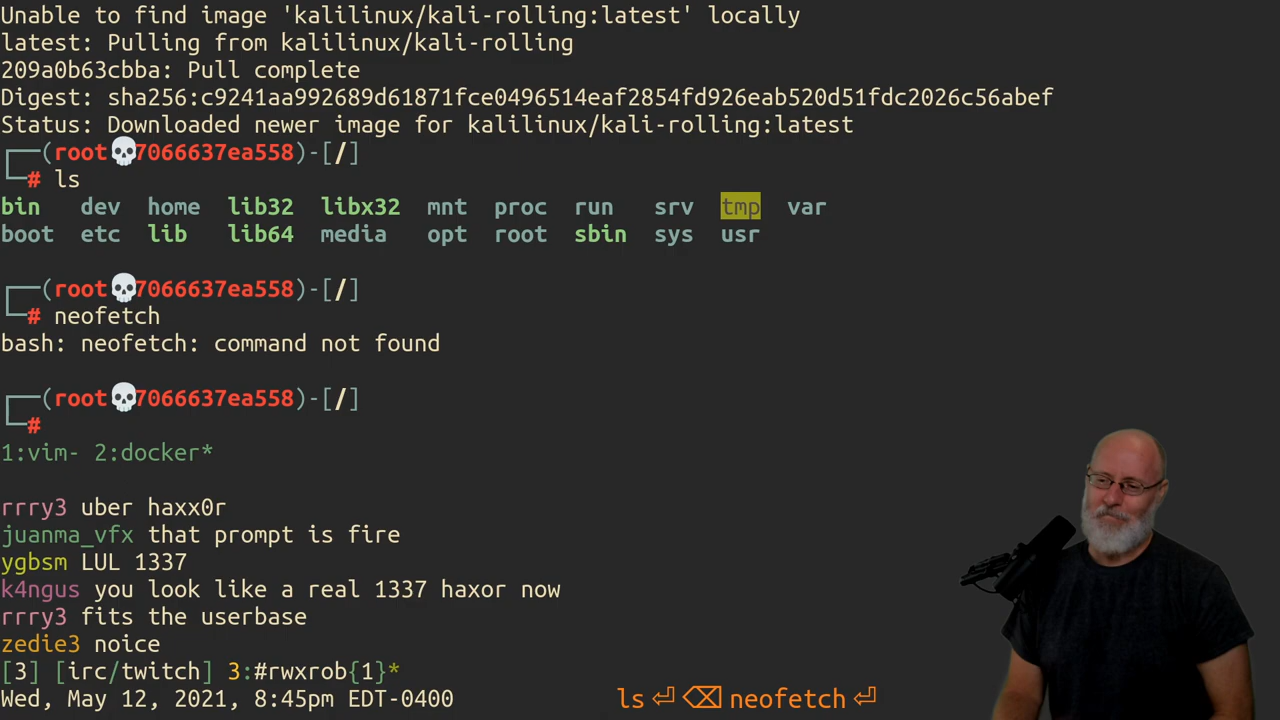 Unable to find image 'kalilinux/kali-rolling:latest' locally
latest: Pulling from kalilinux/kali-rolling
209a0b63cbba: Pull complete
Digest: sha256:c9241aa992689d61871fce0496514eaf2854fd926eab520d51fdc2026c56abef
Status: Downloaded newer image for kalilinux/kali-rolling:latest
┌──(root💀7066637ea558)-[/]
└─# ls
bin dev home lib32 libx32 mnt proc run srv tmp var
boot etc lib lib64 media opt root sbin sys usr
┌──(root💀7066637ea558)-[/]
└─# neofetch
bash: neofetch: command not found
┌──(root💀7066637ea558)-[/]
└─#
1:vim- 2:docker*
rrry3 uber haxx0r
juanma_vfx that prompt is fire
ygbsm LUL 1337
k4ngus you look like a real 1337 haxor now
rrry3 fits the userbase
zedie3 noice
[3] [irc/twitch] 3:#rwxrob{1}*
Wed, May 12, 2021, 8:45pm EDT-0400 ls⏎⌫neofetch⏎